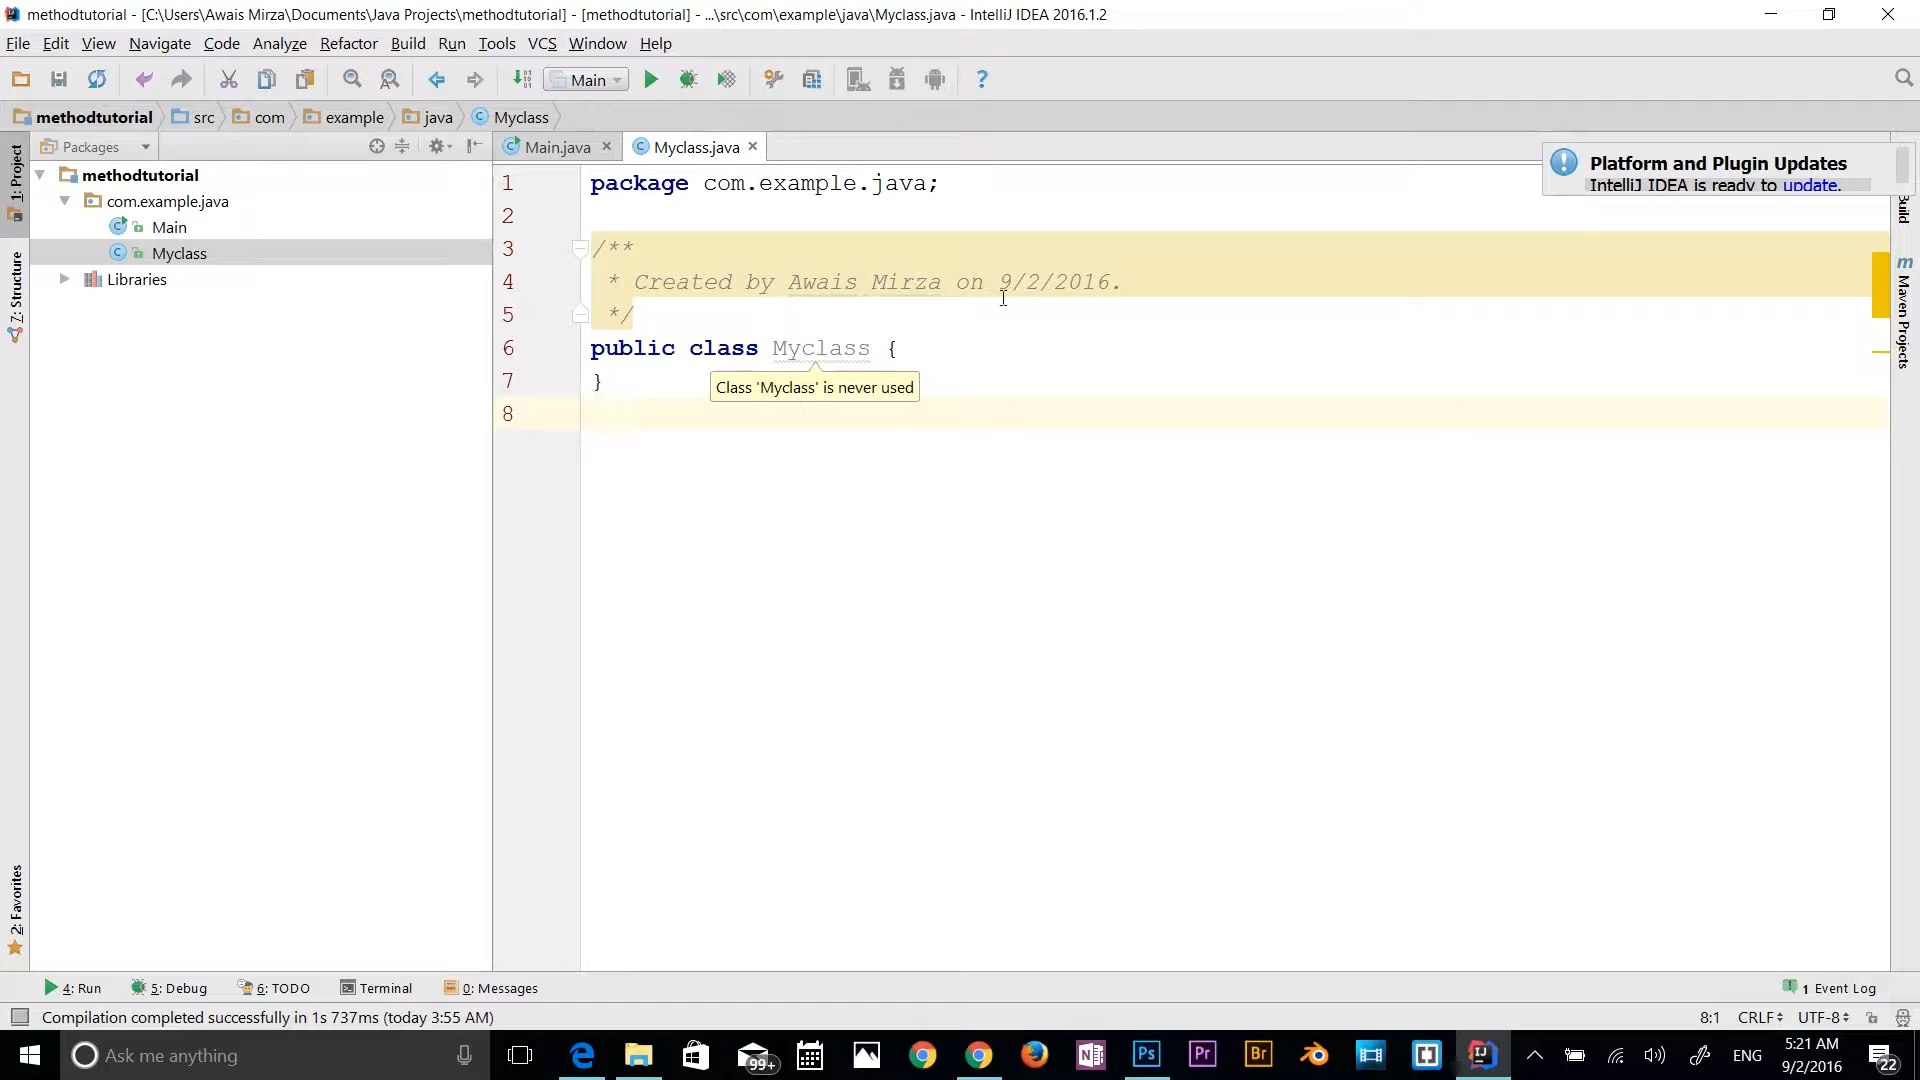 methodtutorial - [C:\Users\Awais Mirza\Documents\Java Projects\methodtutorial] - [methodtutorial] - ...\src\com\example\java\Myclass.java - IntelliJ IDEA 2016.1.2
File Edit View Navigate Code Analyze Refactor Build Run Tools VCS Window Help
Main
methodtutorial src com example java Myclass
Packages
Main.java
Myclass.java
Platform and Plugin Updates
IntelliJ IDEA is ready to update.
1: Project
7: Structure
2: Favorites
methodtutorial
com.example.java
Main
Myclass
Libraries
1 package com.example.java;
2
3 /**
4 * Created by Awais Mirza on 9/2/2016.
5 */
6 public class Myclass {
7 }
Class 'Myclass' is never used
8
Maven Projects
4: Run 5: Debug 6: TODO Terminal 0: Messages
1 Event Log
Compilation completed successfully in 1s 737ms (today 3:55 AM)
8:1 CRLF UTF-8
Ask me anything
99+
ENG
5:21 AM
9/2/2016
22